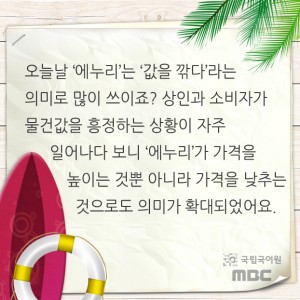 오늘날 ‘에누리’는 ‘값을 깎다’라는
의미로 많이 쓰이죠? 상인과 소비자가
물건값을 흥정하는 상황이 자주
일어나다 보니 ‘에누리’가 가격을
높이는 것뿐 아니라 가격을 낮추는
것으로도 의미가 확대되었어요.
국립국어원
MBC